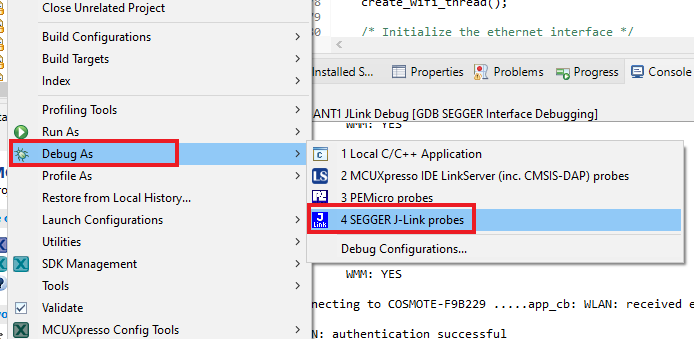 Close Unrelated Project
Build Configurations
Build Targets
Index
Profiling Tools
Run As
Debug As
Profile As
Restore from Local History...
Launch Configurations
Utilities
SDK Management
Tools
Validate
MCUXpresso Config Tools
79
80
create_wifi_thread();
/* Initialize the ethernet interface */
Installed S...
Properties
Problems
Progress
Console
ANT1 JLink Debug [GDB SEGGER Interface Debugging]
WMM: YES
C
1 Local C/C++ Application
LS
2 MCUXpresso IDE LinkServer (inc. CMSIS-DAP) probes
3 PEMicro probes
J
Link
4 SEGGER J-Link probes
Debug Configurations...
WMM: YES
necting to COSMOTE-F9B229 .....app_cb: WLAN: received e
N: authentication successful